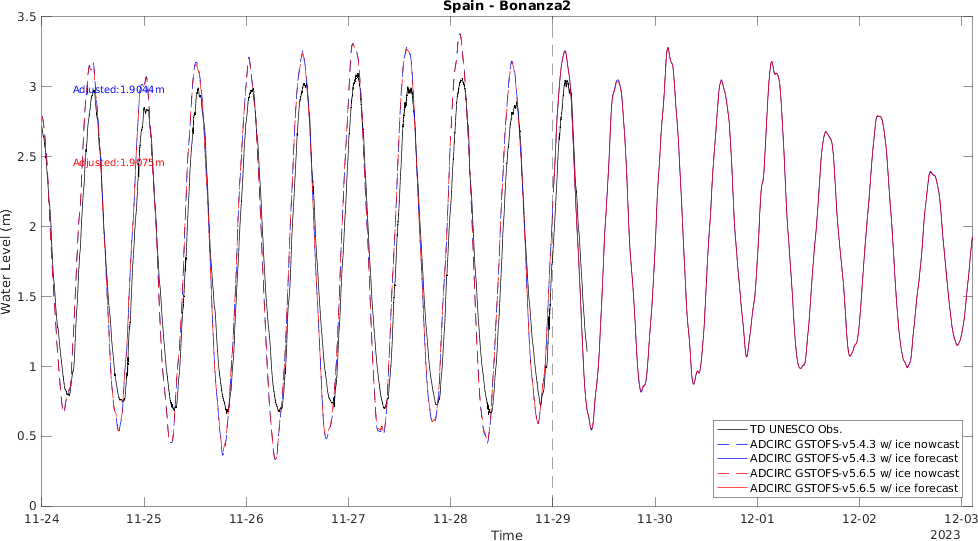 Spain - Bonanza2
3.5
3
2.5
2
1.5
1
0.5
0
Water Level (m)
Adjusted:1.9044m
Adjusted:1.9075m
TD UNESCO Obs.
ADCIRC GSTOFS-v5.4.3 w/ ice nowcast
ADCIRC GSTOFS-v5.4.3 w/ ice forecast
ADCIRC GSTOFS-v5.6.5 w/ ice nowcast
ADCIRC GSTOFS-v5.6.5 w/ ice forecast
11-24 11-25 11-26 11-27 11-28 11-29 11-30 12-01 12-02 12-03
Time
2023